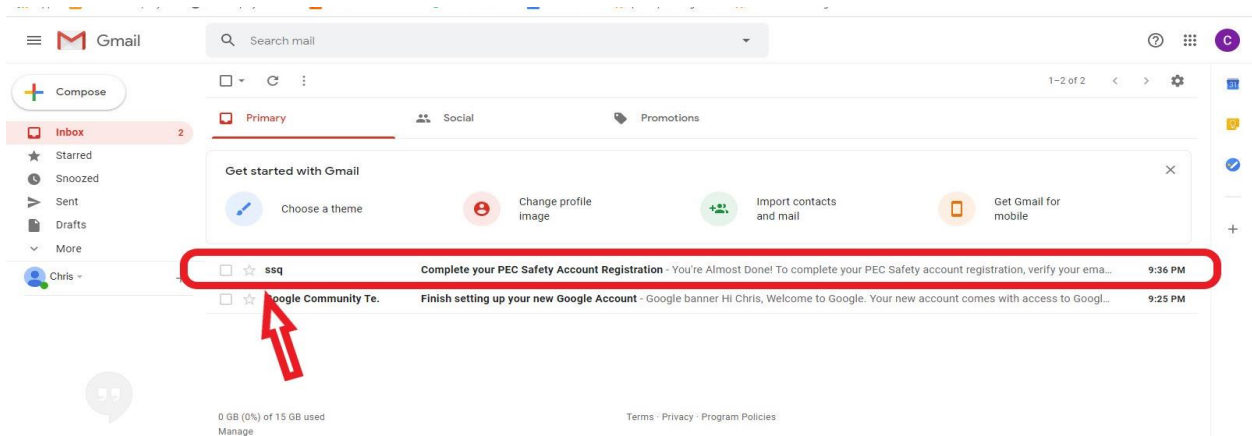 Gmail
Search mail
C
Compose
1–2 of 2
31
Inbox 2
Primary
Social
Promotions
Starred
Snoozed
Sent
Drafts
More
Get started with Gmail
Choose a theme
Change profile
image
Import contacts
and mail
Get Gmail for
mobile
Chris
ssq Complete your PEC Safety Account Registration - You're Almost Done! To complete your PEC Safety account registration, verify your ema... 9:36 PM
Google Community Te. Finish setting up your new Google Account - Google banner Hi Chris, Welcome to Google. Your new account comes with access to Googl... 9:25 PM
0 GB (0%) of 15 GB used
Manage
Terms · Privacy · Program Policies